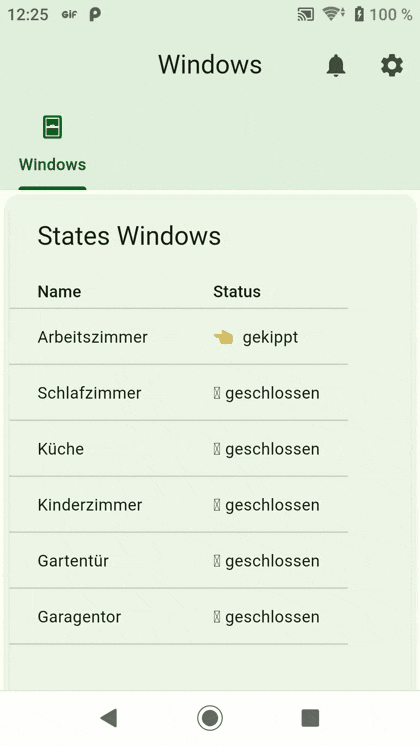 12:25 GIF 100 %
Windows
Windows
States Windows
Name Status
Arbeitszimmer 👈 gekippt
Schlafzimmer geschlossen
Küche geschlossen
Kinderzimmer geschlossen
Gartentür geschlossen
Garagentor geschlossen